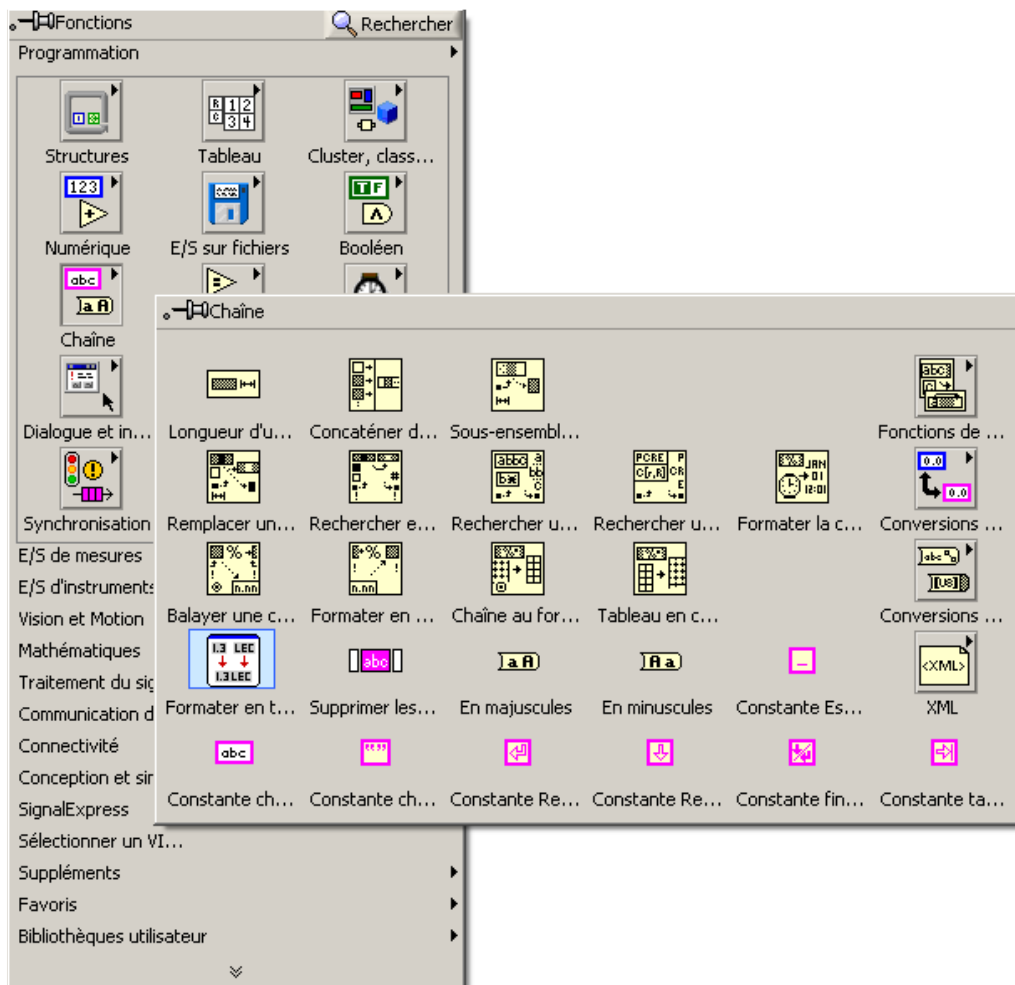 Fonctions Rechercher
Programmation
Structures Tableau Cluster, class...
Numérique E/S sur fichiers Booléen
Chaîne
Dialogue et in...
Synchronisation
E/S de mesures
E/S d'instruments
Vision et Motion
Mathématiques
Traitement du sig
Communication d
Connectivité
Conception et sir
SignalExpress
Sélectionner un VI...
Suppléments
Favoris
Bibliothèques utilisateur
Chaîne
Longueur d'u... Concaténer d... Sous-ensembl... Fonctions de ...
Remplacer un... Rechercher e... Rechercher u... Rechercher u... Formater la c... Conversions ...
Balayer une c... Formater en ... Chaîne au for... Tableau en c... Conversions ...
Formater en t... Supprimer les... En majuscules En minuscules Constante Es... XML
Constante ch... Constante ch... Constante Re... Constante Re... Constante fin... Constante ta...